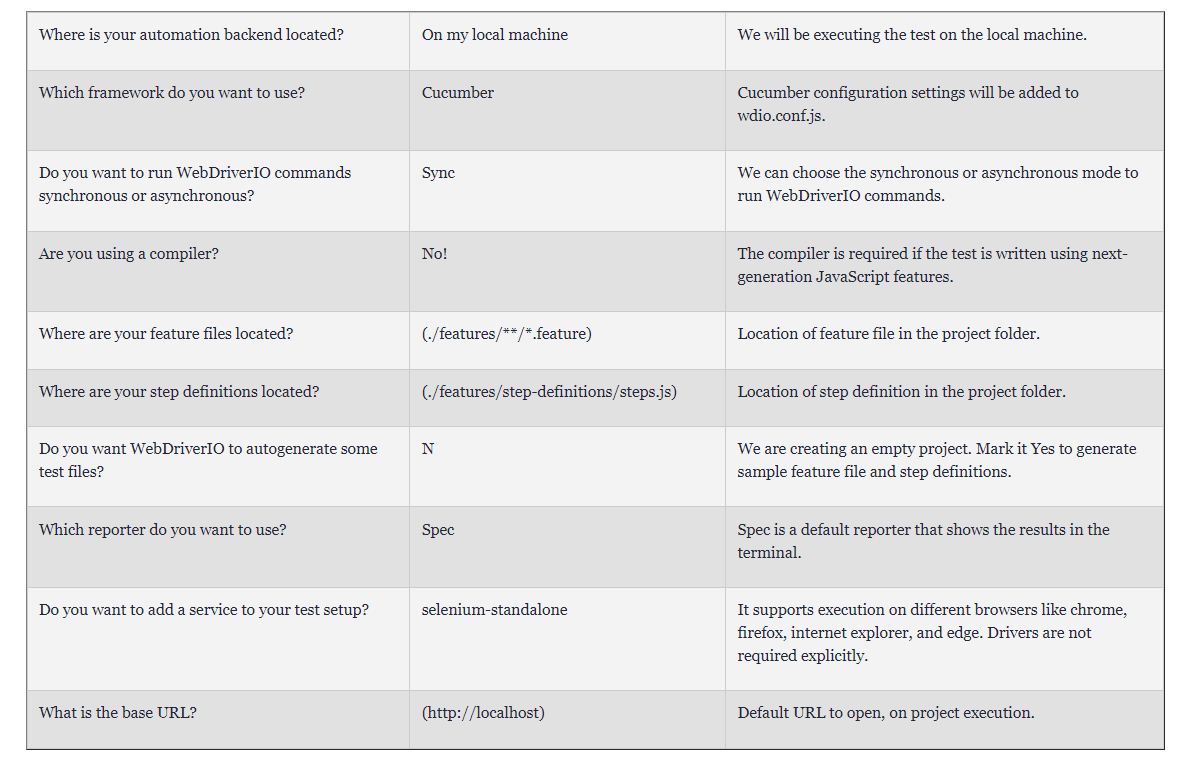 Where is your automation backend located?
On my local machine
We will be executing the test on the local machine.
Which framework do you want to use?
Cucumber
Cucumber configuration settings will be added to
wdio.conf.js.
Do you want to run WebDriverIO commands
synchronous or asynchronous?
Sync
We can choose the synchronous or asynchronous mode to
run WebDriverIO commands.
Are you using a compiler?
No!
The compiler is required if the test is written using next-
generation JavaScript features.
Where are your feature files located?
(./features/**/*.feature)
Location of feature file in the project folder.
Where are your step definitions located?
(./features/step-definitions/steps.js)
Location of step definition in the project folder.
Do you want WebDriverIO to autogenerate some
test files?
N
We are creating an empty project. Mark it Yes to generate
sample feature file and step definitions.
Which reporter do you want to use?
Spec
Spec is a default reporter that shows the results in the
terminal.
Do you want to add a service to your test setup?
selenium-standalone
It supports execution on different browsers like chrome,
firefox, internet explorer, and edge. Drivers are not
required explicitly.
What is the base URL?
(http://localhost)
Default URL to open, on project execution.